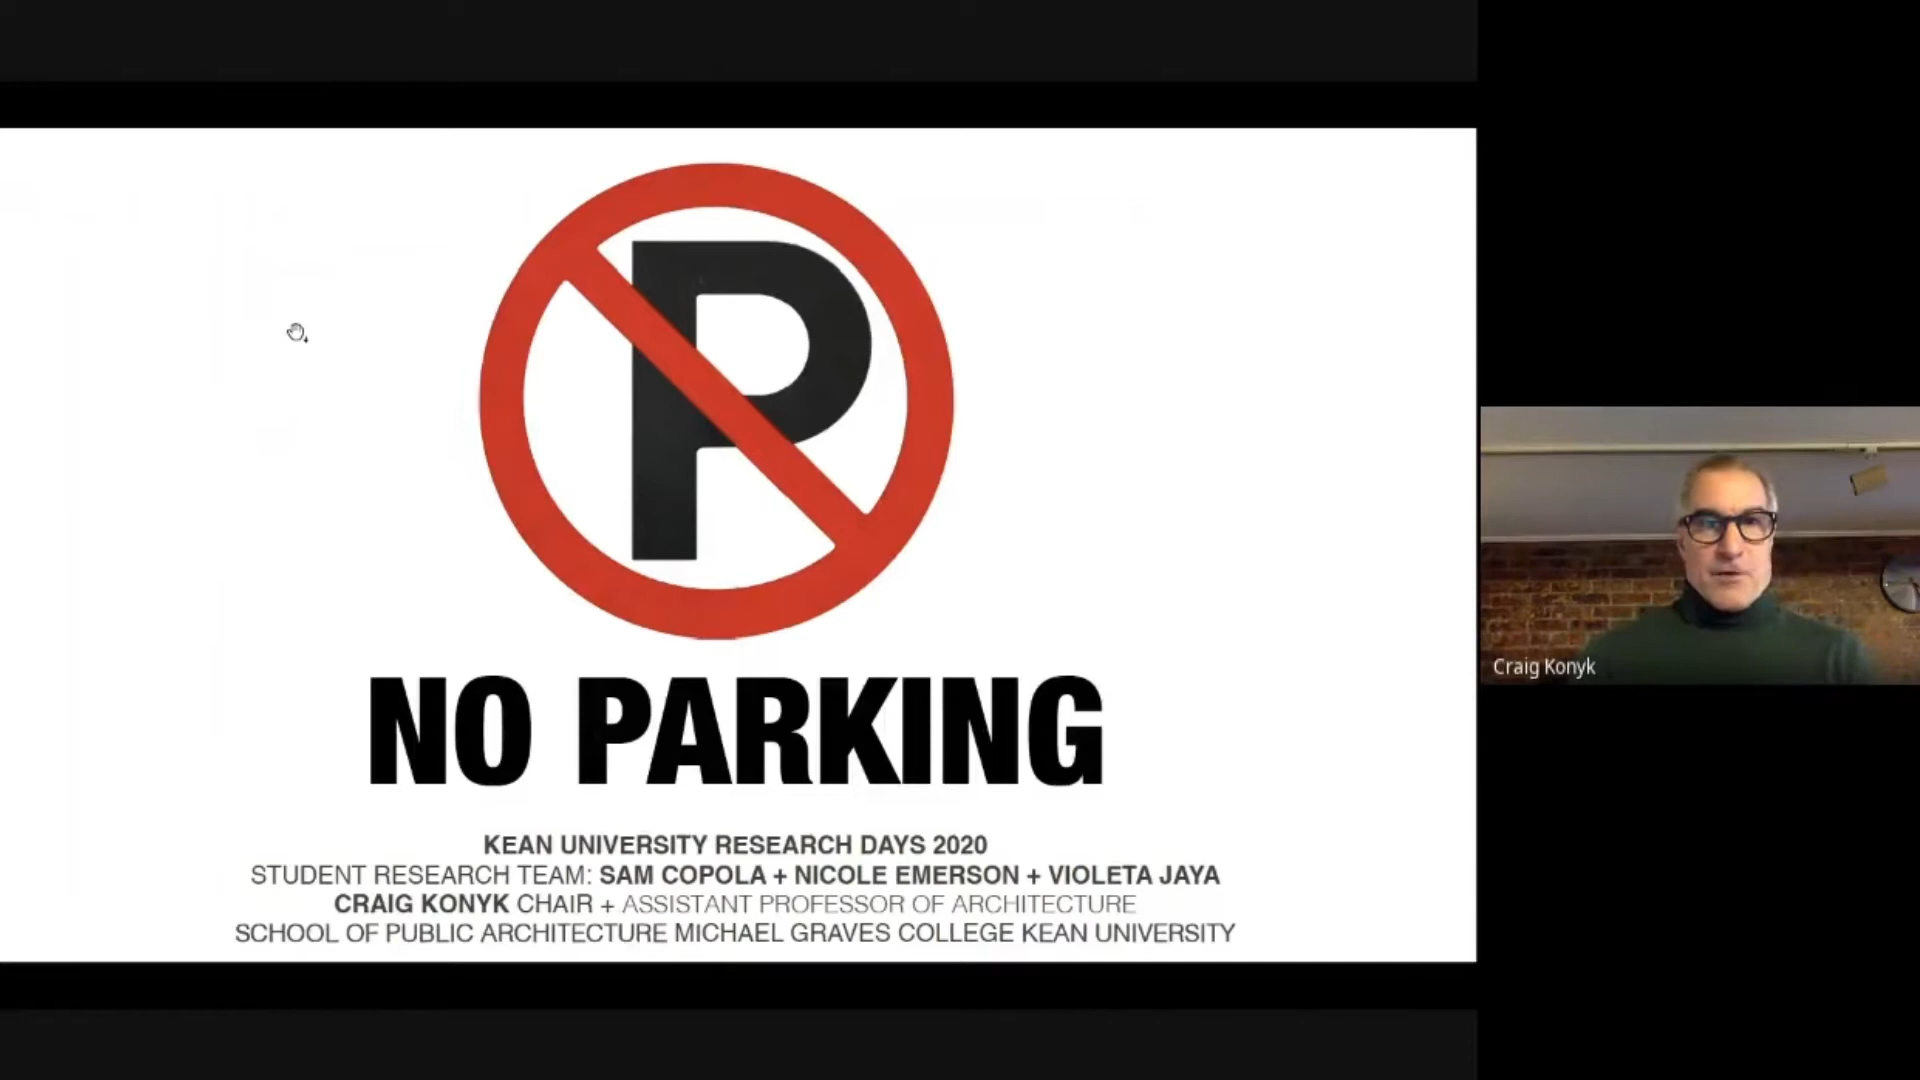 P
NO PARKING
KEAN UNIVERSITY RESEARCH DAYS 2020
STUDENT RESEARCH TEAM: SAM COPOLA + NICOLE EMERSON + VIOLETA JAYA
CRAIG KONYK CHAIR + ASSISTANT PROFESSOR OF ARCHITECTURE
SCHOOL OF PUBLIC ARCHITECTURE MICHAEL GRAVES COLLEGE KEAN UNIVERSITY
Craig Konyk